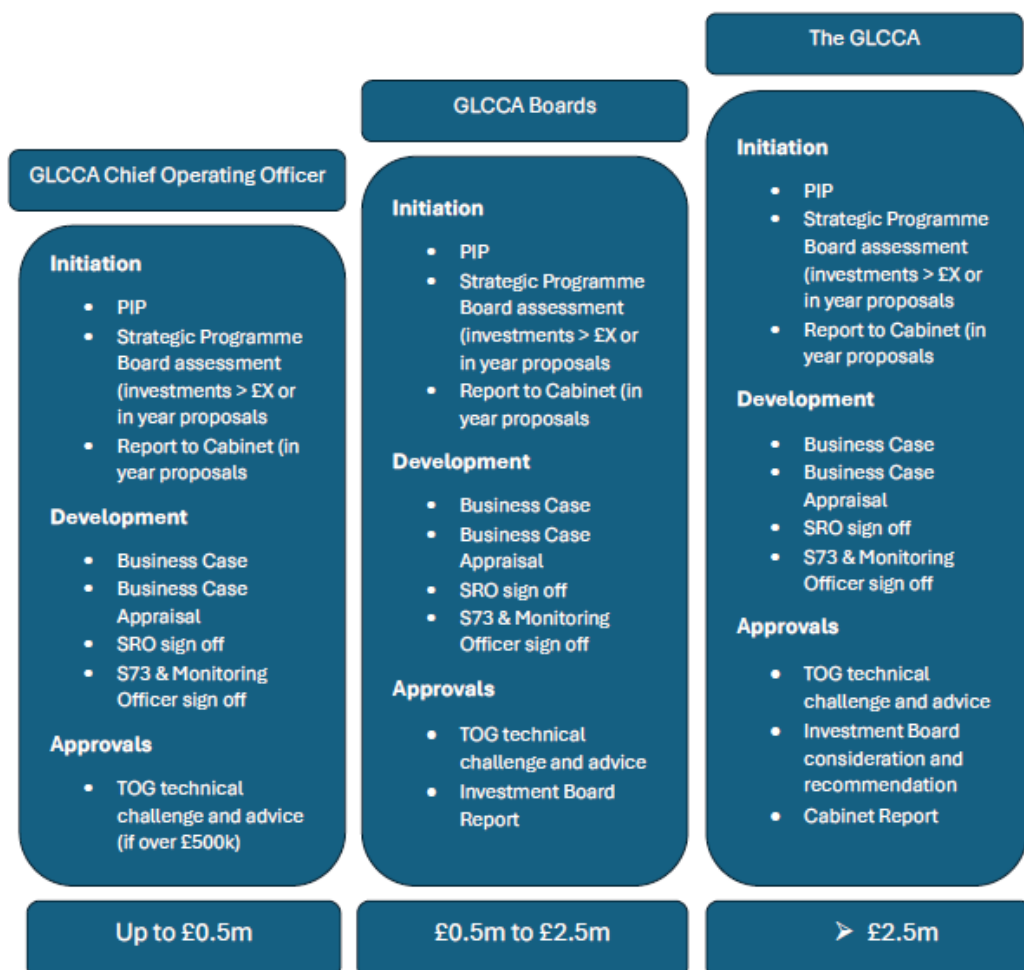 GLCCA Chief Operating Officer
Initiation
• PIP
• Strategic Programme
Board assessment
(investments > £X or
in year proposals
• Report to Cabinet (in
year proposals
Development
• Business Case
• Business Case
Appraisal
• SRO sign off
• S73 & Monitoring
Officer sign off
Approvals
• TOG technical
challenge and advice
(if over £500k)
Up to £0.5m
GLCCA Boards
Initiation
• PIP
• Strategic Programme
Board assessment
(investments > £X or
in year proposals
• Report to Cabinet (in
year proposals
Development
• Business Case
• Business Case
Appraisal
• SRO sign off
• S73 & Monitoring
Officer sign off
Approvals
• TOG technical
challenge and advice
• Investment Board
Report
£0.5m to £2.5m
The GLCCA
Initiation
• PIP
• Strategic Programme
Board assessment
(investments > £X or
in year proposals
• Report to Cabinet (in
year proposals
Development
• Business Case
• Business Case
Appraisal
• SRO sign off
• S73 & Monitoring
Officer sign off
Approvals
• TOG technical
challenge and advice
• Investment Board
consideration and
recommendation
• Cabinet Report
➢ £2.5m